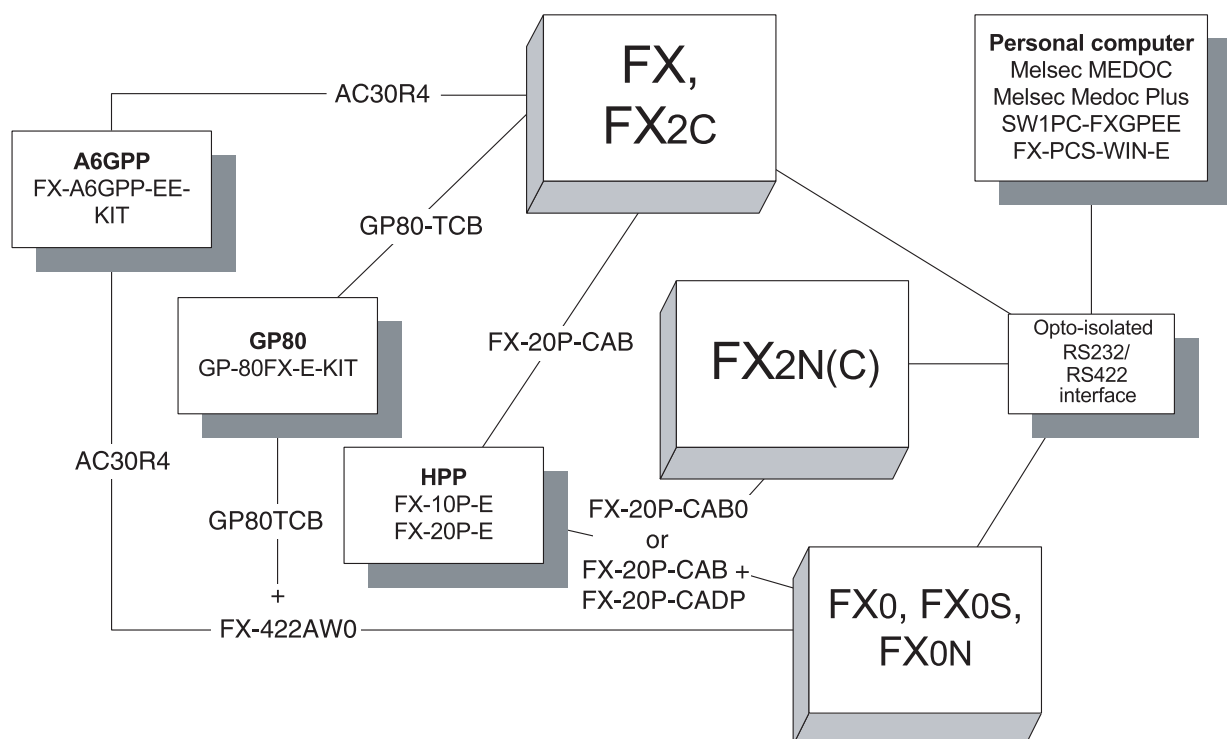 FX,
FX2C
Personal computer
Melsec MEDOC
Melsec Medoc Plus
SW1PC-FXGPEE
FX-PCS-WIN-E
AC30R4
A6GPP
FX-A6GPP-EE-
KIT
GP80-TCB
GP80
GP-80FX-E-KIT
FX-20P-CAB
FX2N(C)
Opto-isolated
RS232/
RS422
interface
AC30R4
HPP
FX-10P-E
FX-20P-E
GP80TCB
+
FX-422AW0
FX-20P-CAB0
or
FX-20P-CAB +
FX-20P-CADP
FX0, FX0S,
FX0N